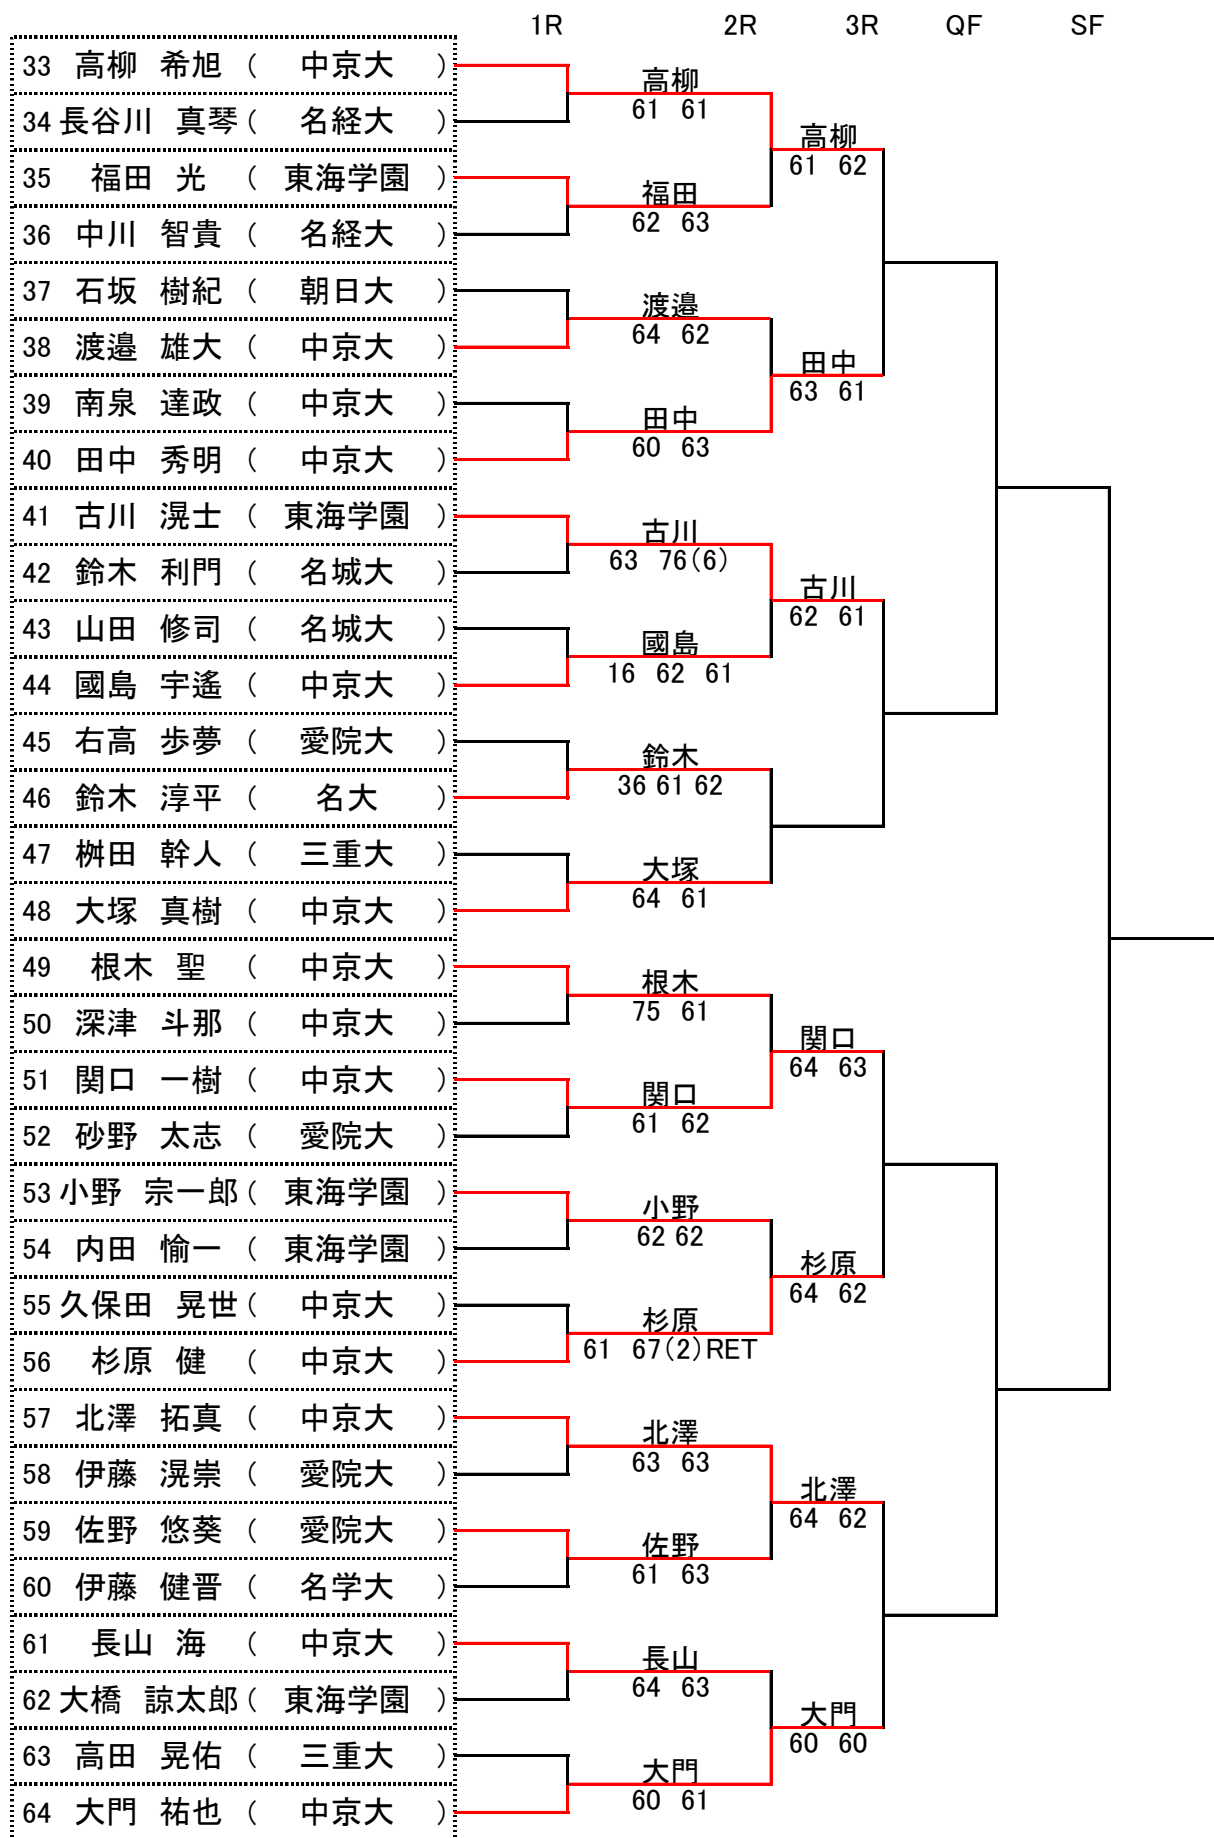 1R 2R 3R QF SF
33 高柳 希旭 ( 中京大 )
高柳
61 61
34 長谷川 真琴 ( 名経大 )
高柳
61 62
35 福田 光 ( 東海学園 )
福田
62 63
36 中川 智貴 ( 名経大 )
37 石坂 樹紀 ( 朝日大 )
渡邉
64 62
38 渡邉 雄大 ( 中京大 )
田中
63 61
39 南泉 達政 ( 中京大 )
田中
60 63
40 田中 秀明 ( 中京大 )
41 古川 滉士 ( 東海学園 )
古川
63 76(6)
42 鈴木 利門 ( 名城大 )
古川
62 61
43 山田 修司 ( 名城大 )
國島
16 62 61
44 國島 宇遙 ( 中京大 )
45 右高 歩夢 ( 愛院大 )
鈴木
36 61 62
46 鈴木 淳平 ( 名大 )
47 桝田 幹人 ( 三重大 )
大塚
64 61
48 大塚 真樹 ( 中京大 )
49 根木 聖 ( 中京大 )
根木
75 61
50 深津 斗那 ( 中京大 )
関口
64 63
51 関口 一樹 ( 中京大 )
関口
61 62
52 砂野 太志 ( 愛院大 )
53 小野 宗一郎 ( 東海学園 )
小野
62 62
54 内田 愉一 ( 東海学園 )
杉原
64 62
55 久保田 晃世 ( 中京大 )
杉原
61 67(2)RET
56 杉原 健 ( 中京大 )
57 北澤 拓真 ( 中京大 )
北澤
63 63
58 伊藤 滉崇 ( 愛院大 )
北澤
64 62
59 佐野 悠葵 ( 愛院大 )
佐野
61 63
60 伊藤 健晋 ( 名学大 )
61 長山 海 ( 中京大 )
長山
64 63
62 大橋 諒太郎 ( 東海学園 )
大門
60 60
63 高田 晃佑 ( 三重大 )
大門
60 61
64 大門 祐也 ( 中京大 )